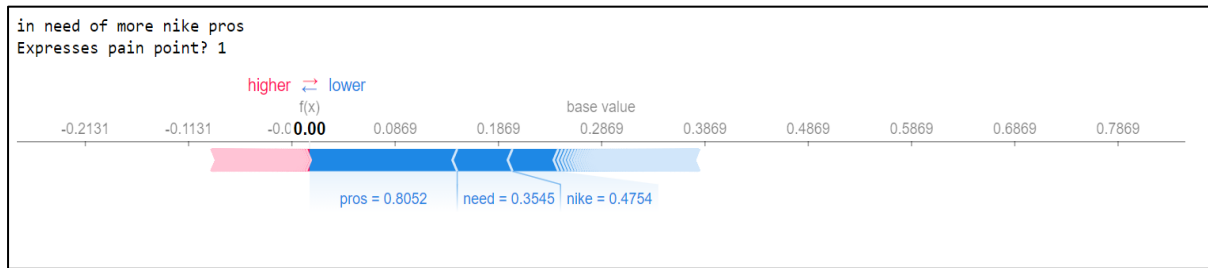 in need of more nike pros
Expresses pain point? 1
higher ⇄ lower
f(x) base value
-0.2131 -0.1131 -0.0 0.00 0.0869 0.1869 0.2869 0.3869 0.4869 0.5869 0.6869 0.7869
pros = 0.8052 need = 0.3545 nike = 0.4754